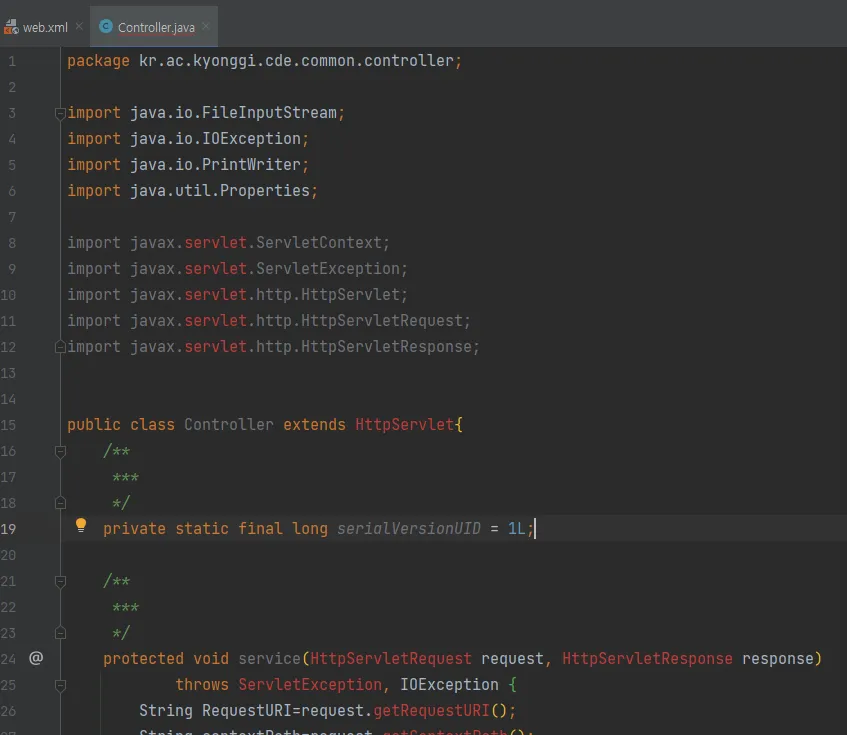 web.xml
Controller.java
1 package kr.ac.kyonggi.cde.common.controller;
2
3 import java.io.FileInputStream;
4 import java.io.IOException;
5 import java.io.PrintWriter;
6 import java.util.Properties;
7
8 import javax.servlet.ServletContext;
9 import javax.servlet.ServletException;
10 import javax.servlet.http.HttpServlet;
11 import javax.servlet.http.HttpServletRequest;
12 import javax.servlet.http.HttpServletResponse;
13
14
15 public class Controller extends HttpServlet{
16 /**
17 ***
18 */
19 private static final long serialVersionUID = 1L;
20
21 /**
22 ***
23 */
24 @ protected void service(HttpServletRequest request, HttpServletResponse response)
25 throws ServletException, IOException {
26 String RequestURI=request.getRequestURI();
27 String contextPath=request.getContextPath();